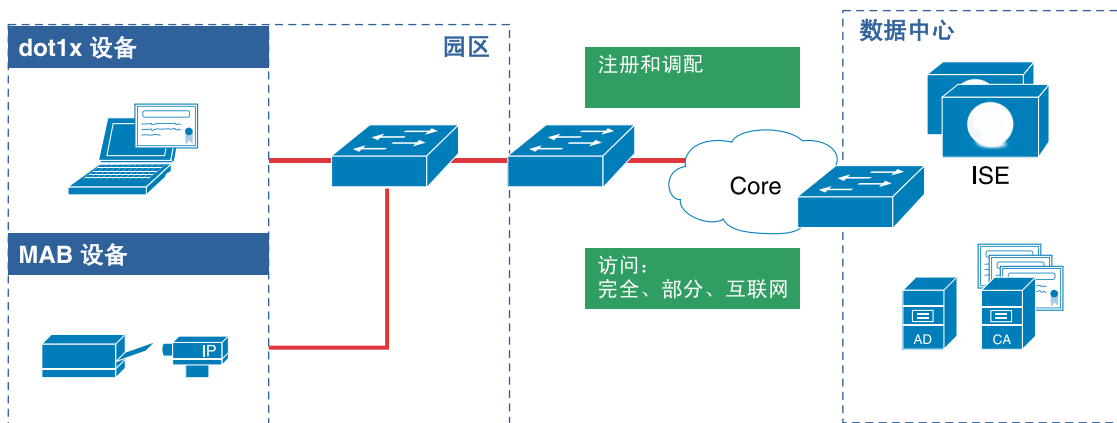 dot1x 设备
园区
注册和调配
数据中心
ISE
Core
MAB 设备
访问：
完全、部分、互联网
IP
AD
CA